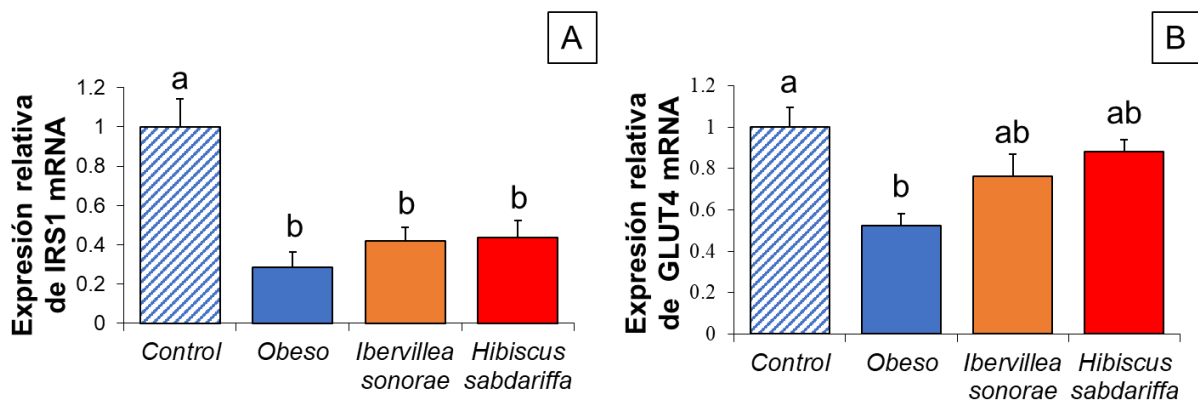 A
Expresión relativa
de IRS1 mRNA
1.2
1
0.8
0.6
0.4
0.2
0
a
b
b
b
Control
Obeso
Ibervillea
sonorae
Hibiscus
sabdariffa
B
Expresión relativa
de GLUT4 mRNA
1.2
1
0.8
0.6
0.4
0.2
0
a
b
ab
ab
Control
Obeso
Ibervillea
sonorae
Hibiscus
sabdariffa